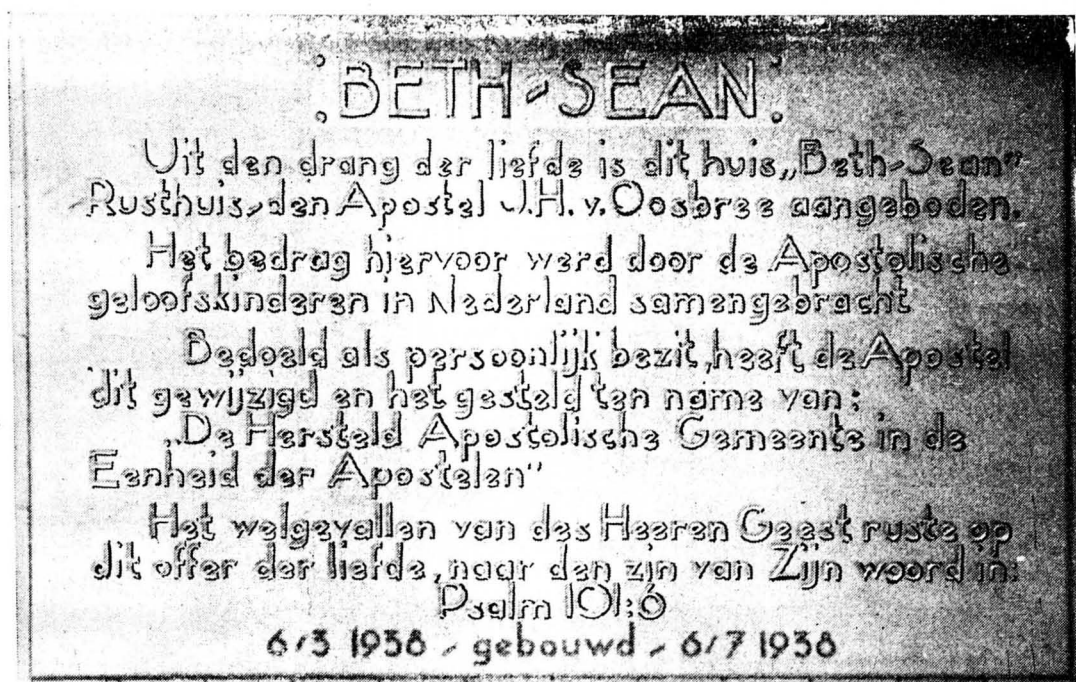 :BETH-SEAN:
Uit den drang der liefde is dit huis „Beth-Sean”
Rusthuis, den Apostel J.H. v. Oosbree aangeboden.
Het bedrag hiervoor werd door de Apostolische
geloofskinderen in Nederland samengebracht
Bedoeld als persoonlijk bezit, heeft de Apostel
dit gewijzigd en het gesteld ten name van:
„De Hersteld Apostolische Gemeente in de
Eenheid der Apostelen”
Het welgevallen van des Heeren Geest ruste op
dit offer der liefde, naar den zin van Zijn woord in:
Psalm 101:6
6/3 1938 - gebouwd - 6/7 1938